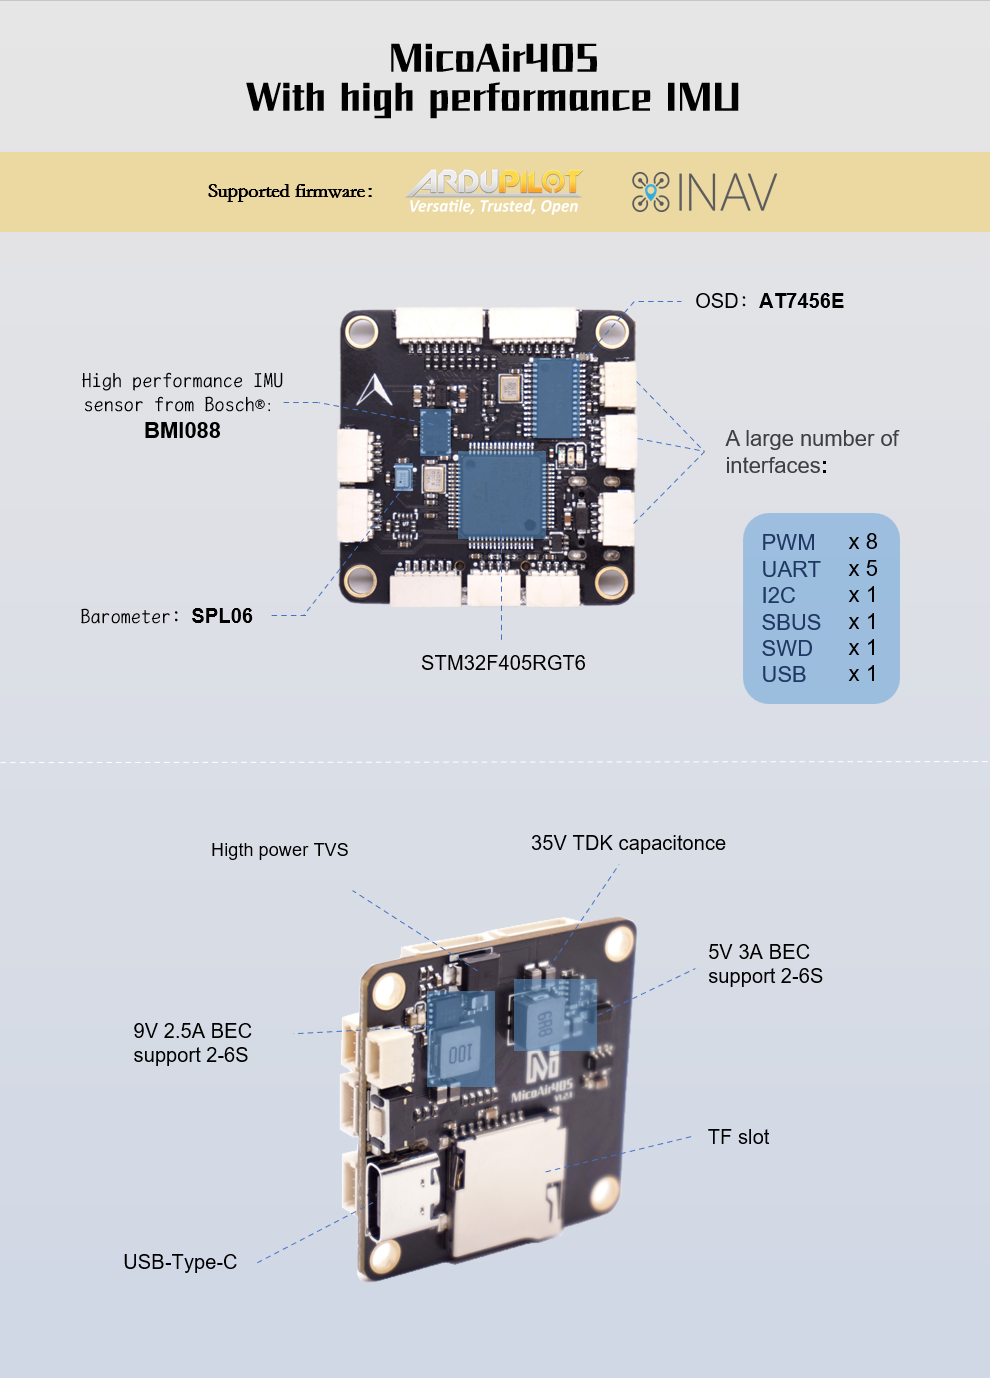 MicoAir405
With high performance IMU
Supported firmware:
ARDUPILOT
Versatile, Trusted, Open
INAV
OSD: AT7456E
High performance IMU
sensor from Bosch®:
BMI088
A large number of
interfaces:
PWM x 8
UART x 5
I2C x 1
SBUS x 1
SWD x 1
USB x 1
Barometer: SPL06
STM32F405RGT6
Higth power TVS
35V TDK capacitonce
5V 3A BEC
support 2-6S
9V 2.5A BEC
support 2-6S
6R8
100
MicoAir405
V1.2.1
TF slot
USB-Type-C